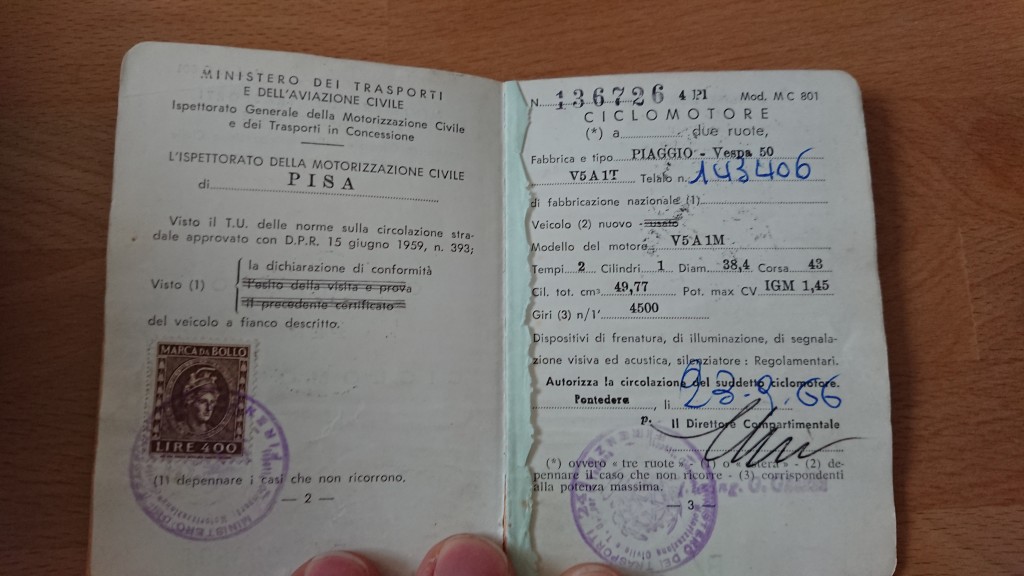 MINISTERO DEI TRASPORTI
E DELL'AVIAZIONE CIVILE
Ispettorato Generale della Motorizzazione Civile
e dei Trasporti in Concessione
L'ISPETTORATO DELLA MOTORIZZAZIONE CIVILE
di PISA
Visto il T.U. delle norme sulla circolazione stra-
dale approvato con D.P.R. 15 giugno 1959, n. 393;
Visto (1)
la dichiarazione di conformità
l'esito della visita e prova
il precedente certificato
del veicolo a fianco descritto.
MARCA DA BOLLO
LIRE 400
(1) depennare i casi che non ricorrono.
— 2 —
N. 136726 4 121 Mod. MC 801
CICLOMOTORE
(*) a due ruote,
Fabbrica e tipo PIAGGIO - Vespa 50
V5A1T Telaio n. 143406
di fabbricazione nazionale (1)
Veicolo (2) nuovo - usato
Modello del motore V5A1M
Tempi 2 Cilindri 1 Diam. 38,4 Corsa 43
Cil. tot. cm³ 49,77 Pot. max CV IGM 1,45
Giri (3) n/1' 4500
Dispositivi di frenatura, di illuminazione, di segnala-
zione visiva ed acustica, silenziatore: Regolamentari.
Autorizza la circolazione del suddetto ciclomotore.
Pontedera, li 23.9.66
p. Il Direttore Compartimentale
(*) ovvero « tre ruote » - (1) o « estera » - (2) de-
pennare il caso che non ricorre - (3) corrispondenti
alla potenza massima.
— 3 —